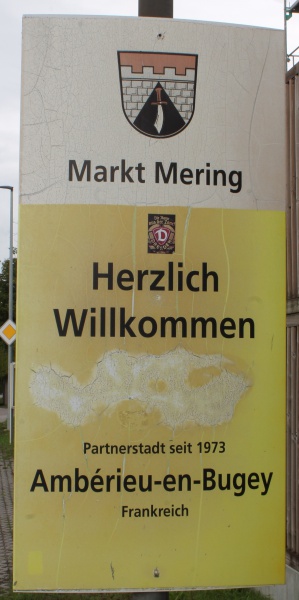 Markt Mering
D
Herzlich
Willkommen
Partnerstadt seit 1973
Ambérieu-en-Bugey
Frankreich